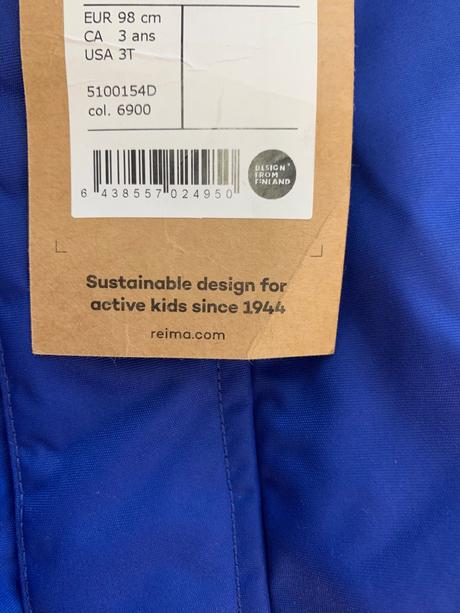 EUR 98 cm
CA 3 ans
USA 3T
5100154D
col. 6900
6 438557 024950
DESIGN
FROM
FINLAND
Sustainable design for
active kids since 1944
reima.com